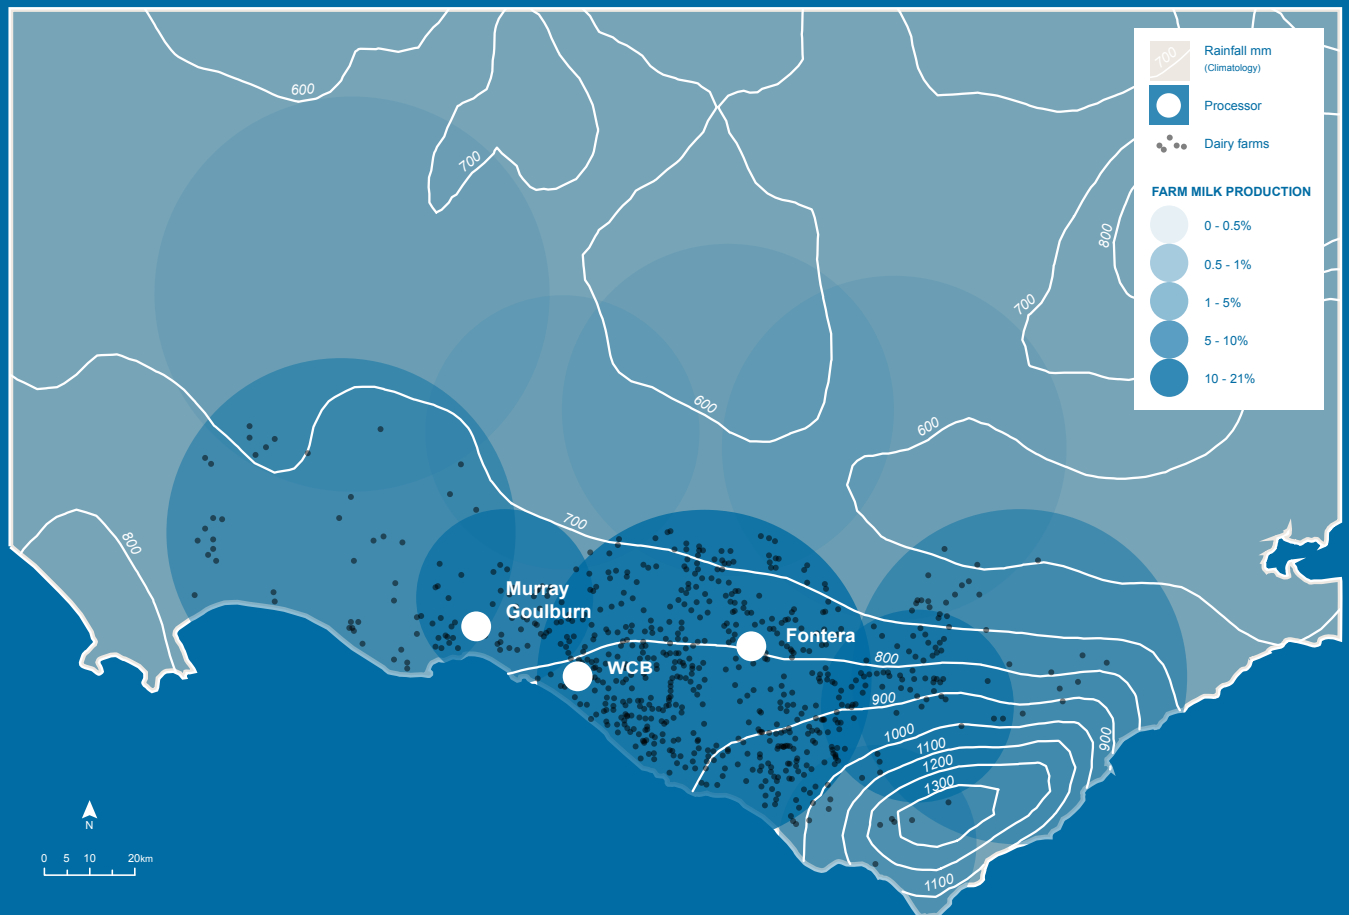 600
700
800
700
600
600
800
700
Murray
Goulburn
Fontera
WCB
800
900
1000
1100
1200
1300
900
1100
700
Rainfall mm
(Climatology)
Processor
Dairy farms
FARM MILK PRODUCTION
0 - 0.5%
0.5 - 1%
1 - 5%
5 - 10%
10 - 21%
N
0 5 10 20km